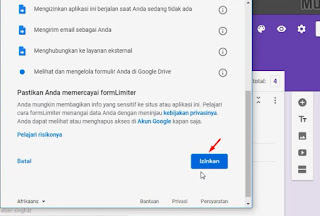 Mengizinkan aplikasi ini berjalan saat Anda sedang tidak ada
Mengirim email sebagai Anda
Menghubungkan ke layanan eksternal
Melihat dan mengelola formulir Anda di Google Drive
total: 4
Pastikan Anda memercayai formLimiter
Anda mungkin membagikan info yang sensitif ke situs atau aplikasi ini. Pelajari
cara formLimiter menangani data Anda dengan meninjau kebijakan privasinya.
Anda dapat melihat atau menghapus akses di Akun Google kapan saja.
Pelajari risikonya
Batal
Izinkan
Afrikaans
Bantuan
Privasi
Persyaratan